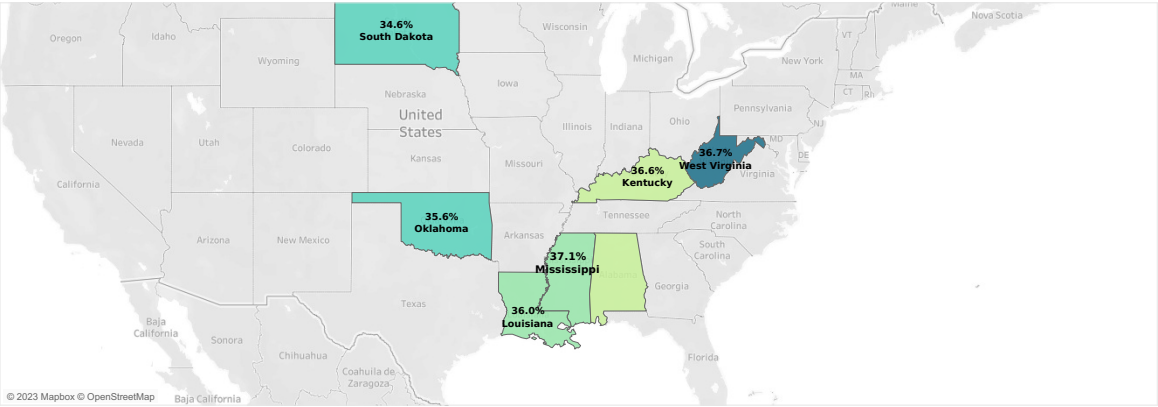 Maine
Nova Scotia
Oregon
Idaho
Wisconsin
VT
34.6%
South Dakota
Wyoming
Michigan
New York
MA
CT
Rh
Iowa
Nebraska
United
States
Pennsylvania
NJ
Nevada
Utah
Colorado
Kansas
Missouri
Illinois
Indiana
Ohio
MD
DE
36.7%
West Virginia
Virginia
California
36.6%
Kentucky
35.6%
Oklahoma
Tennessee
North
Carolina
Arizona
New Mexico
Arkansas
South
Carolina
37.1%
Mississippi
Georgia
Texas
36.0%
Louisiana
Baja
California
Sonora
Chihuahua
Coahuila de
Zaragoza
Florida
© 2023 Mapbox © OpenStreetMap
Baja California